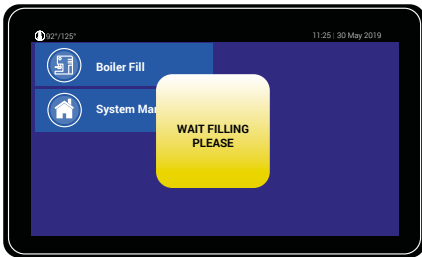 92°/125°
11:25 | 30 May 2019
Boiler Fill
System Ma
WAIT FILLING
PLEASE